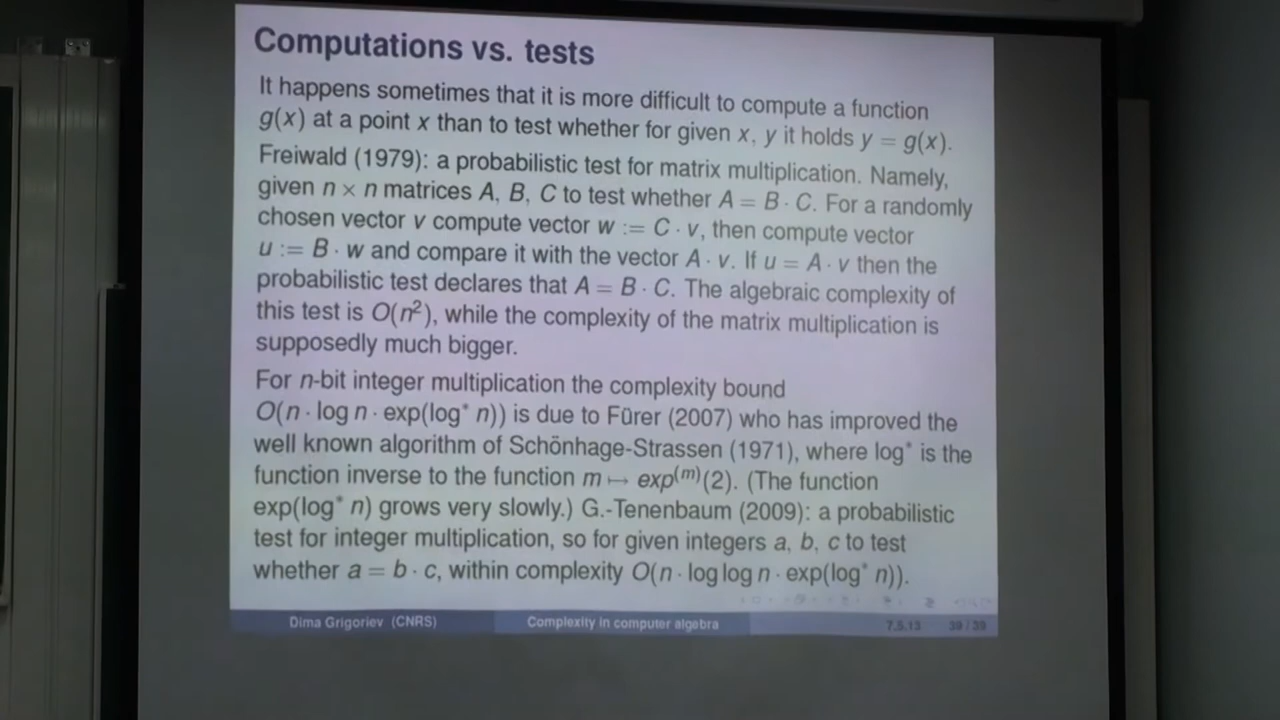 Computations vs. tests
It happens sometimes that it is more difficult to compute a function
g(x) at a point x than to test whether for given x, y it holds y = g(x).
Freiwald (1979): a probabilistic test for matrix multiplication. Namely,
given n × n matrices A, B, C to test whether A = B · C. For a randomly
chosen vector v compute vector w := C · v, then compute vector
u := B · w and compare it with the vector A · v. If u = A · v then the
probabilistic test declares that A = B · C. The algebraic complexity of
this test is O(n²), while the complexity of the matrix multiplication is
supposedly much bigger.
For n-bit integer multiplication the complexity bound
O(n · log n · exp(log* n)) is due to Fürer (2007) who has improved the
well known algorithm of Schönhage-Strassen (1971), where log* is the
function inverse to the function m ↦ exp⁽ᵐ⁾(2). (The function
exp(log* n) grows very slowly.) G.-Tenenbaum (2009): a probabilistic
test for integer multiplication, so for given integers a, b, c to test
whether a = b · c, within complexity O(n · log log n · exp(log* n)).
Dima Grigoriev (CNRS) Complexity in computer algebra 7.5.13 39 / 39